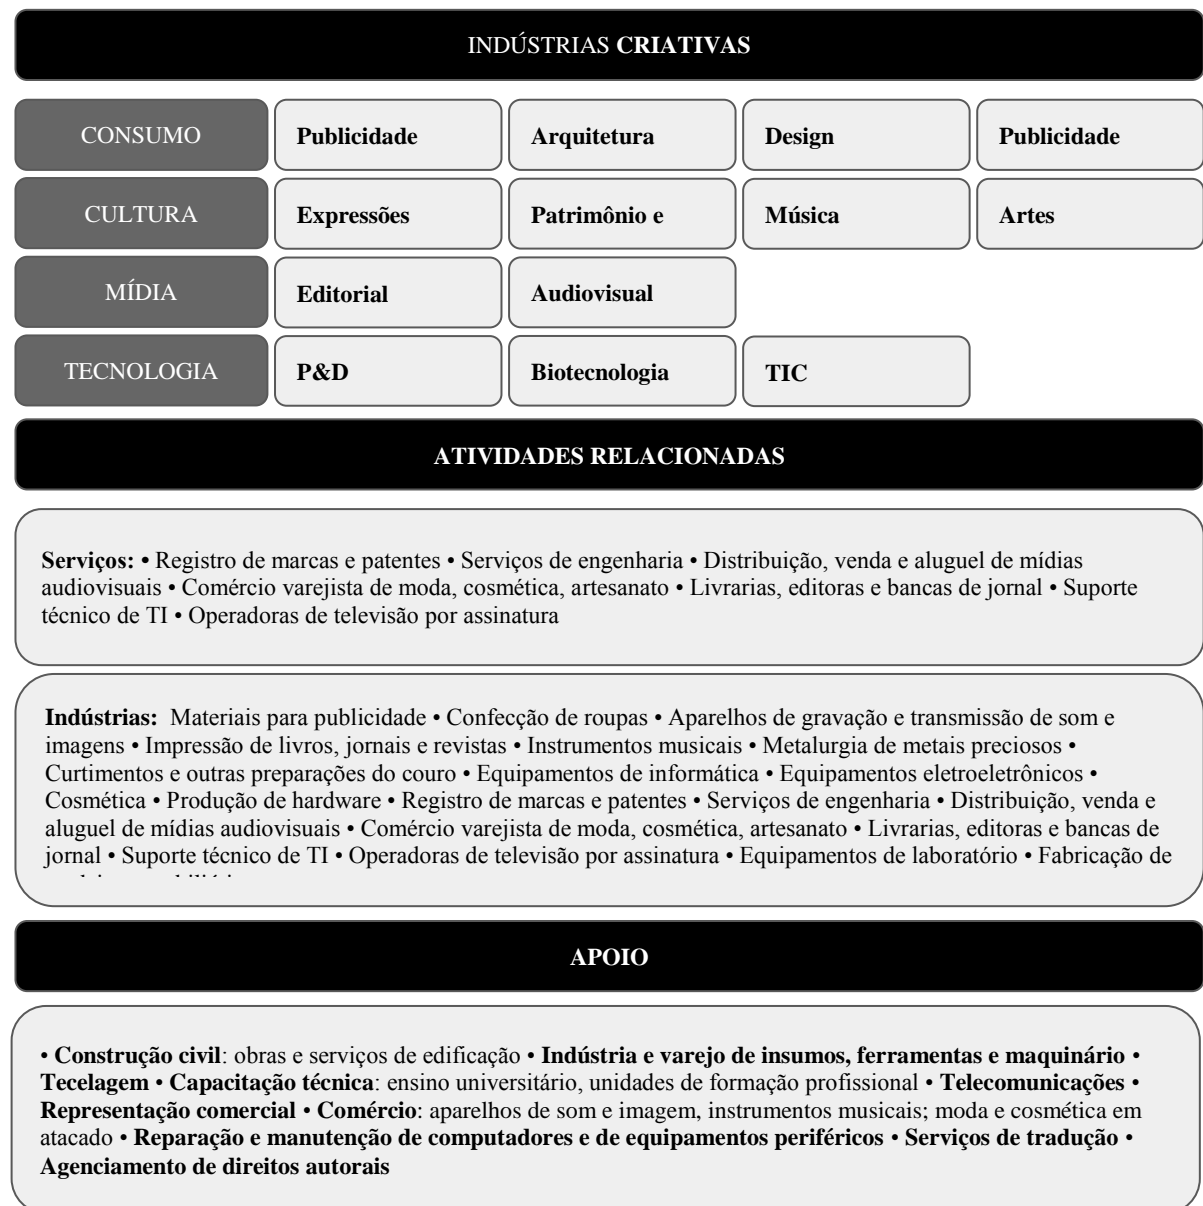 INDÚSTRIAS CRIATIVAS
CONSUMO Publicidade Arquitetura Design Publicidade
CULTURA Expressões Patrimônio e Música Artes
MÍDIA Editorial Audiovisual
TECNOLOGIA P&D Biotecnologia TIC
ATIVIDADES RELACIONADAS
Serviços: • Registro de marcas e patentes • Serviços de engenharia • Distribuição, venda e aluguel de mídias
audiovisuais • Comércio varejista de moda, cosmética, artesanato • Livrarias, editoras e bancas de jornal • Suporte
técnico de TI • Operadoras de televisão por assinatura
Indústrias: Materiais para publicidade • Confecção de roupas • Aparelhos de gravação e transmissão de som e
imagens • Impressão de livros, jornais e revistas • Instrumentos musicais • Metalurgia de metais preciosos •
Curtimentos e outras preparações do couro • Equipamentos de informática • Equipamentos eletroeletrônicos •
Cosmética • Produção de hardware • Registro de marcas e patentes • Serviços de engenharia • Distribuição, venda e
aluguel de mídias audiovisuais • Comércio varejista de moda, cosmética, artesanato • Livrarias, editoras e bancas de
jornal • Suporte técnico de TI • Operadoras de televisão por assinatura • Equipamentos de laboratório • Fabricação de
APOIO
• Construção civil: obras e serviços de edificação • Indústria e varejo de insumos, ferramentas e maquinário •
Tecelagem • Capacitação técnica: ensino universitário, unidades de formação profissional • Telecomunicações •
Representação comercial • Comércio: aparelhos de som e imagem, instrumentos musicais; moda e cosmética em
atacado • Reparação e manutenção de computadores e de equipamentos periféricos • Serviços de tradução •
Agenciamento de direitos autorais